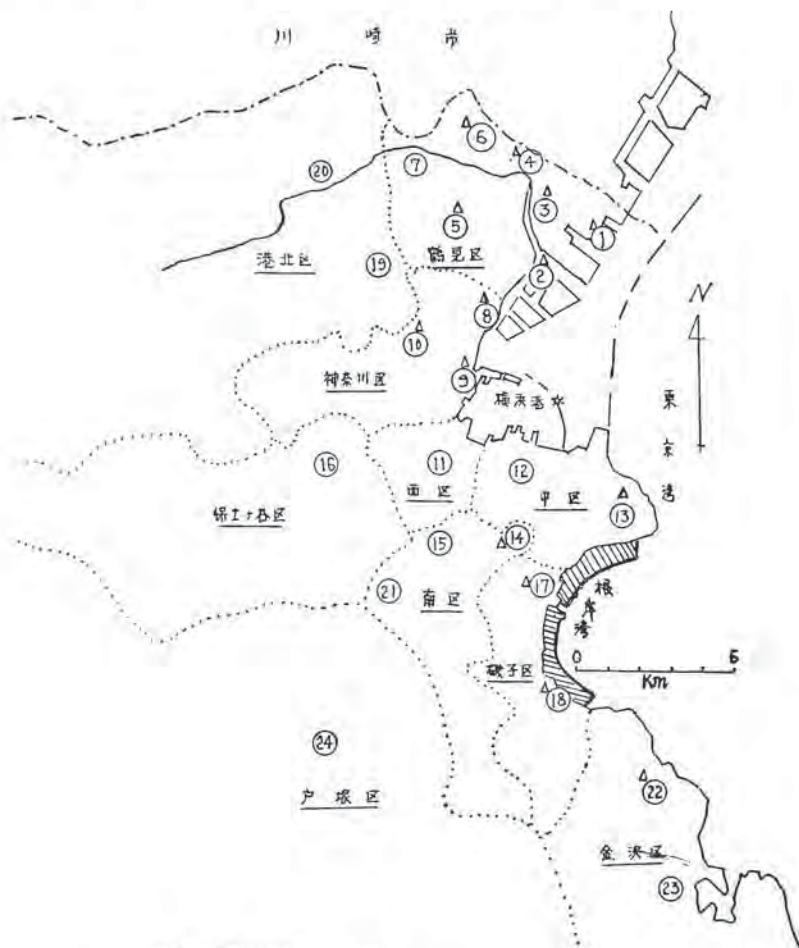 川崎市
⑥
④
⑦
⑳
③
⑤
①
鶴見区
港北区
⑲
②
N
⑧
⑩
神奈川区
⑨
横浜港
東京湾
⑯
⑪
西区
⑫
中区
⑬
保土ヶ谷区
⑮
⑭
㉑
南区
⑰
根岸湾
0
Km
磯子区
⑱
㉔
戸塚区
㉒
金沢区
㉓